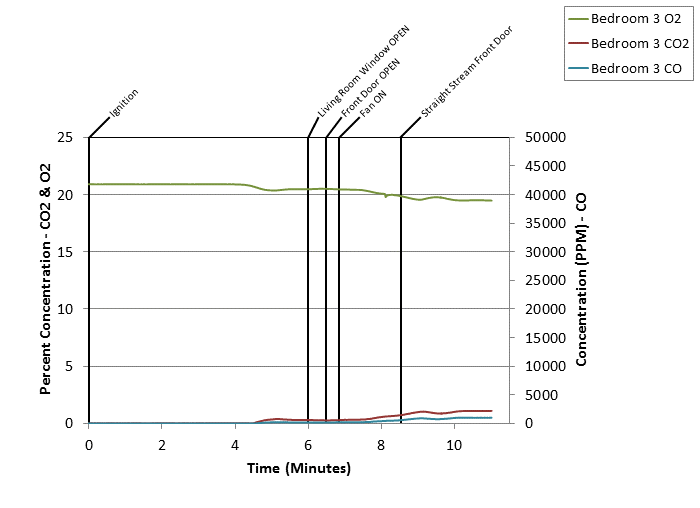 Bedroom 3 O2
Bedroom 3 CO2
Bedroom 3 CO
Ignition
Living Room Window OPEN
Front Door OPEN
Fan ON
Straight Stream Front Door
Percent Concentration - CO2 & O2
25
20
15
10
5
0
50000
45000
40000
35000
30000
25000
20000
15000
10000
5000
0
Concentration (PPM) - CO
0 2 4 6 8 10
Time (Minutes)